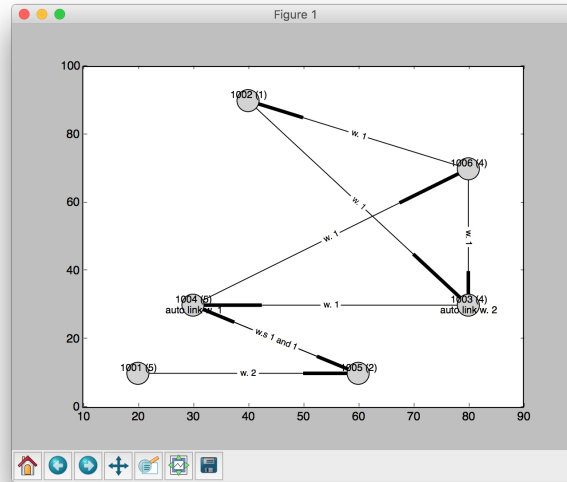 Figure 1
100
80
60
40
20
0
10
20
30
40
50
60
70
80
90
1002 (1)
w. 1
1006 (4)
w. 1
w. 1
w. 1
1004 (5)
auto link w. 1
w. 1
1003 (4)
auto link w. 2
w.s 1 and 1
1001 (5)
w. 2
1005 (2)